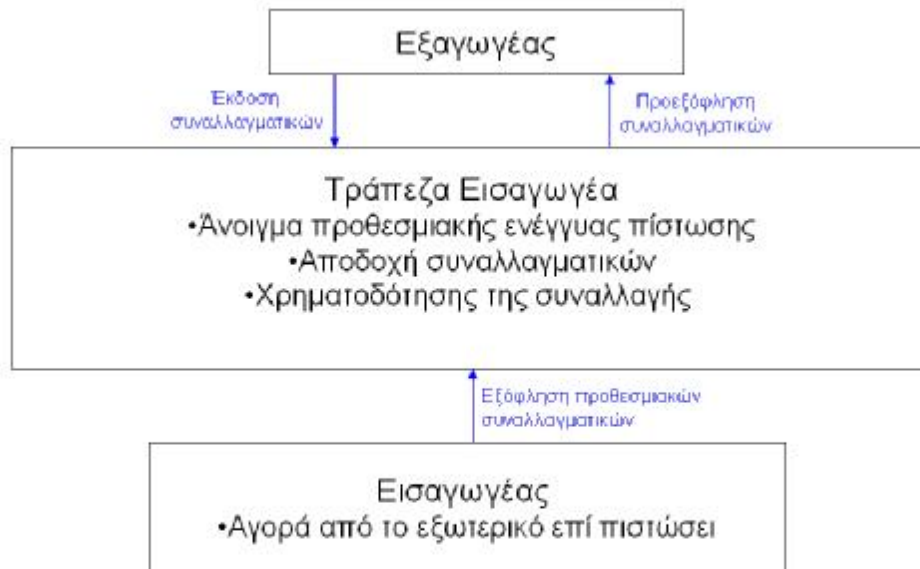 Εξαγωγέας
Έκδοση
συναλλαγματικών
Προεξόφληση
συναλλαγματικών
Τράπεζα Εισαγωγέα
•Άνοιγμα προθεσμιακής ενέγγυας πίστωσης
•Αποδοχή συναλλαγματικών
•Χρηματοδότησης της συναλλαγής
Εξόφληση προθεσμιακών
συναλλαγματικών
Εισαγωγέας
•Αγορά από το εξωτερικό επί πιστώσει